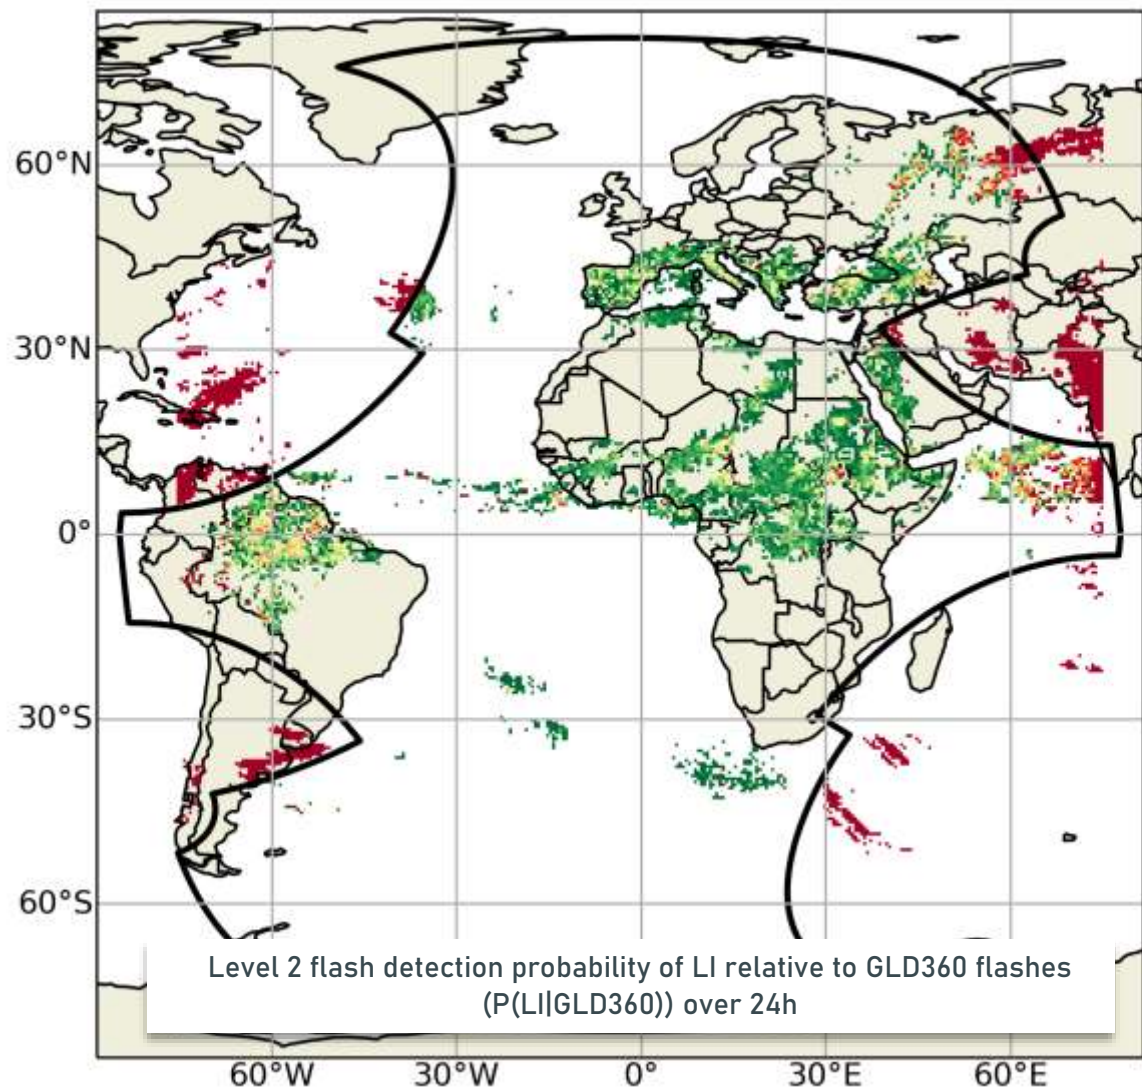 60°N
30°N
0°
30°S
60°S
Level 2 flash detection probability of LI relative to GLD360 flashes
(P(LI|GLD360)) over 24h
60°W 30°W 0° 30°E 60°E